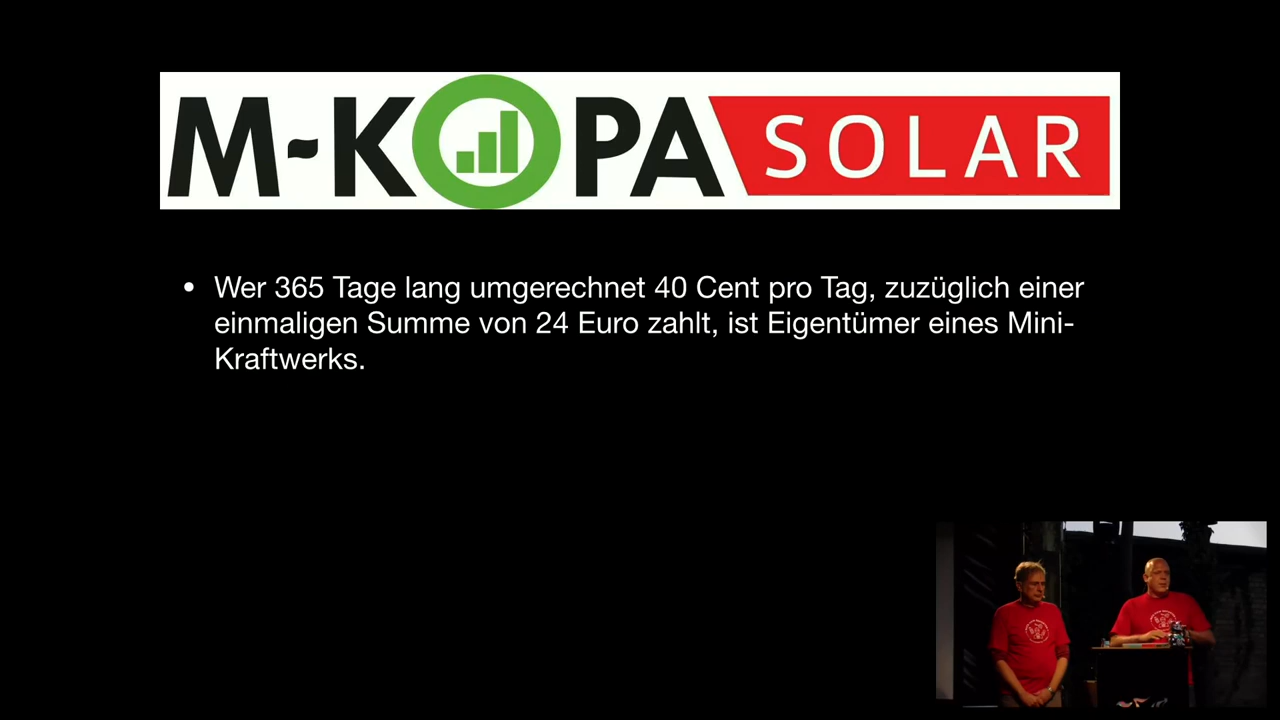 M~KOPA SOLAR
• Wer 365 Tage lang umgerechnet 40 Cent pro Tag, zuzüglich einer
einmaligen Summe von 24 Euro zahlt, ist Eigentümer eines Mini-
Kraftwerks.